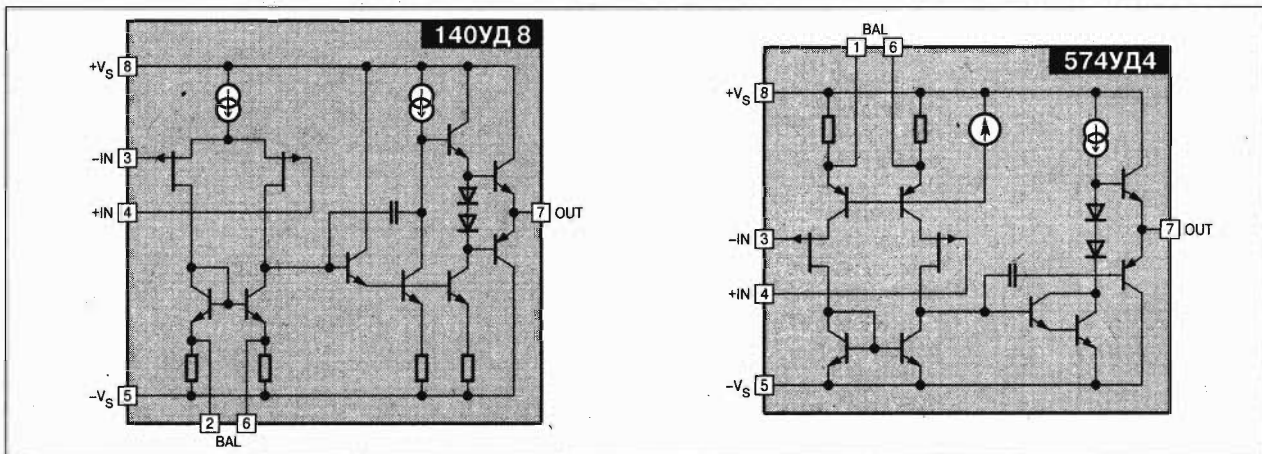 140УД 8
+VS 8
-IN 3
+IN 4
7 OUT
-VS 5
2 6
BAL
BAL
1 6
574УД4
+VS 8
-IN 3
+IN 4
7 OUT
-VS 5